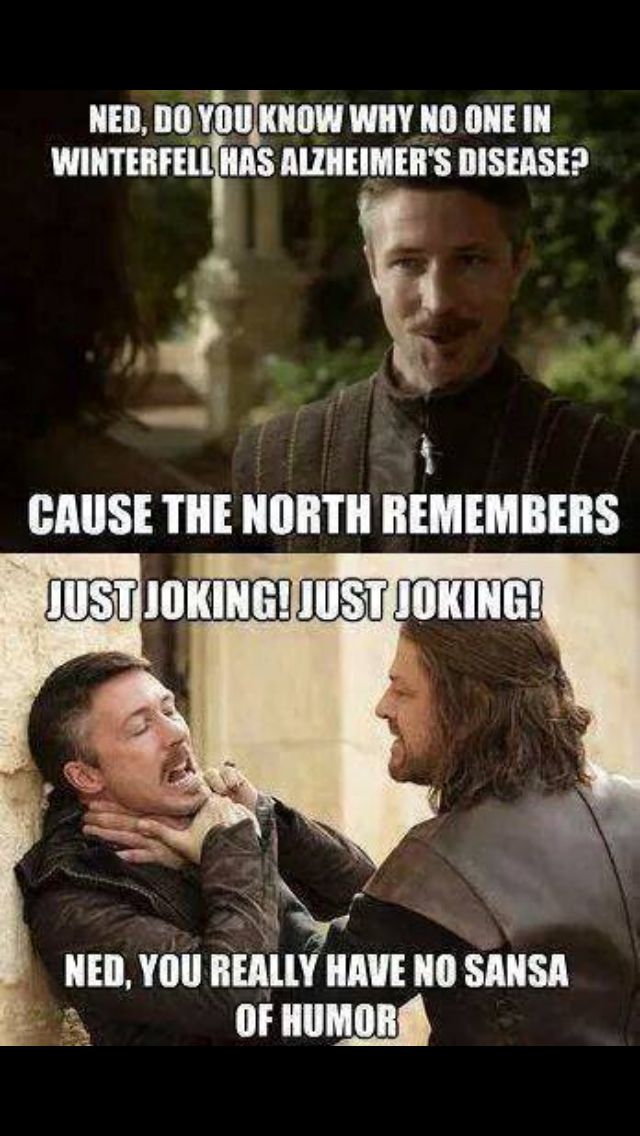 NED, DO YOU KNOW WHY NO ONE IN
WINTERFELL HAS ALZHEIMER'S DISEASE?
CAUSE THE NORTH REMEMBERS
JUST JOKING! JUST JOKING!
NED, YOU REALLY HAVE NO SANSA
OF HUMOR